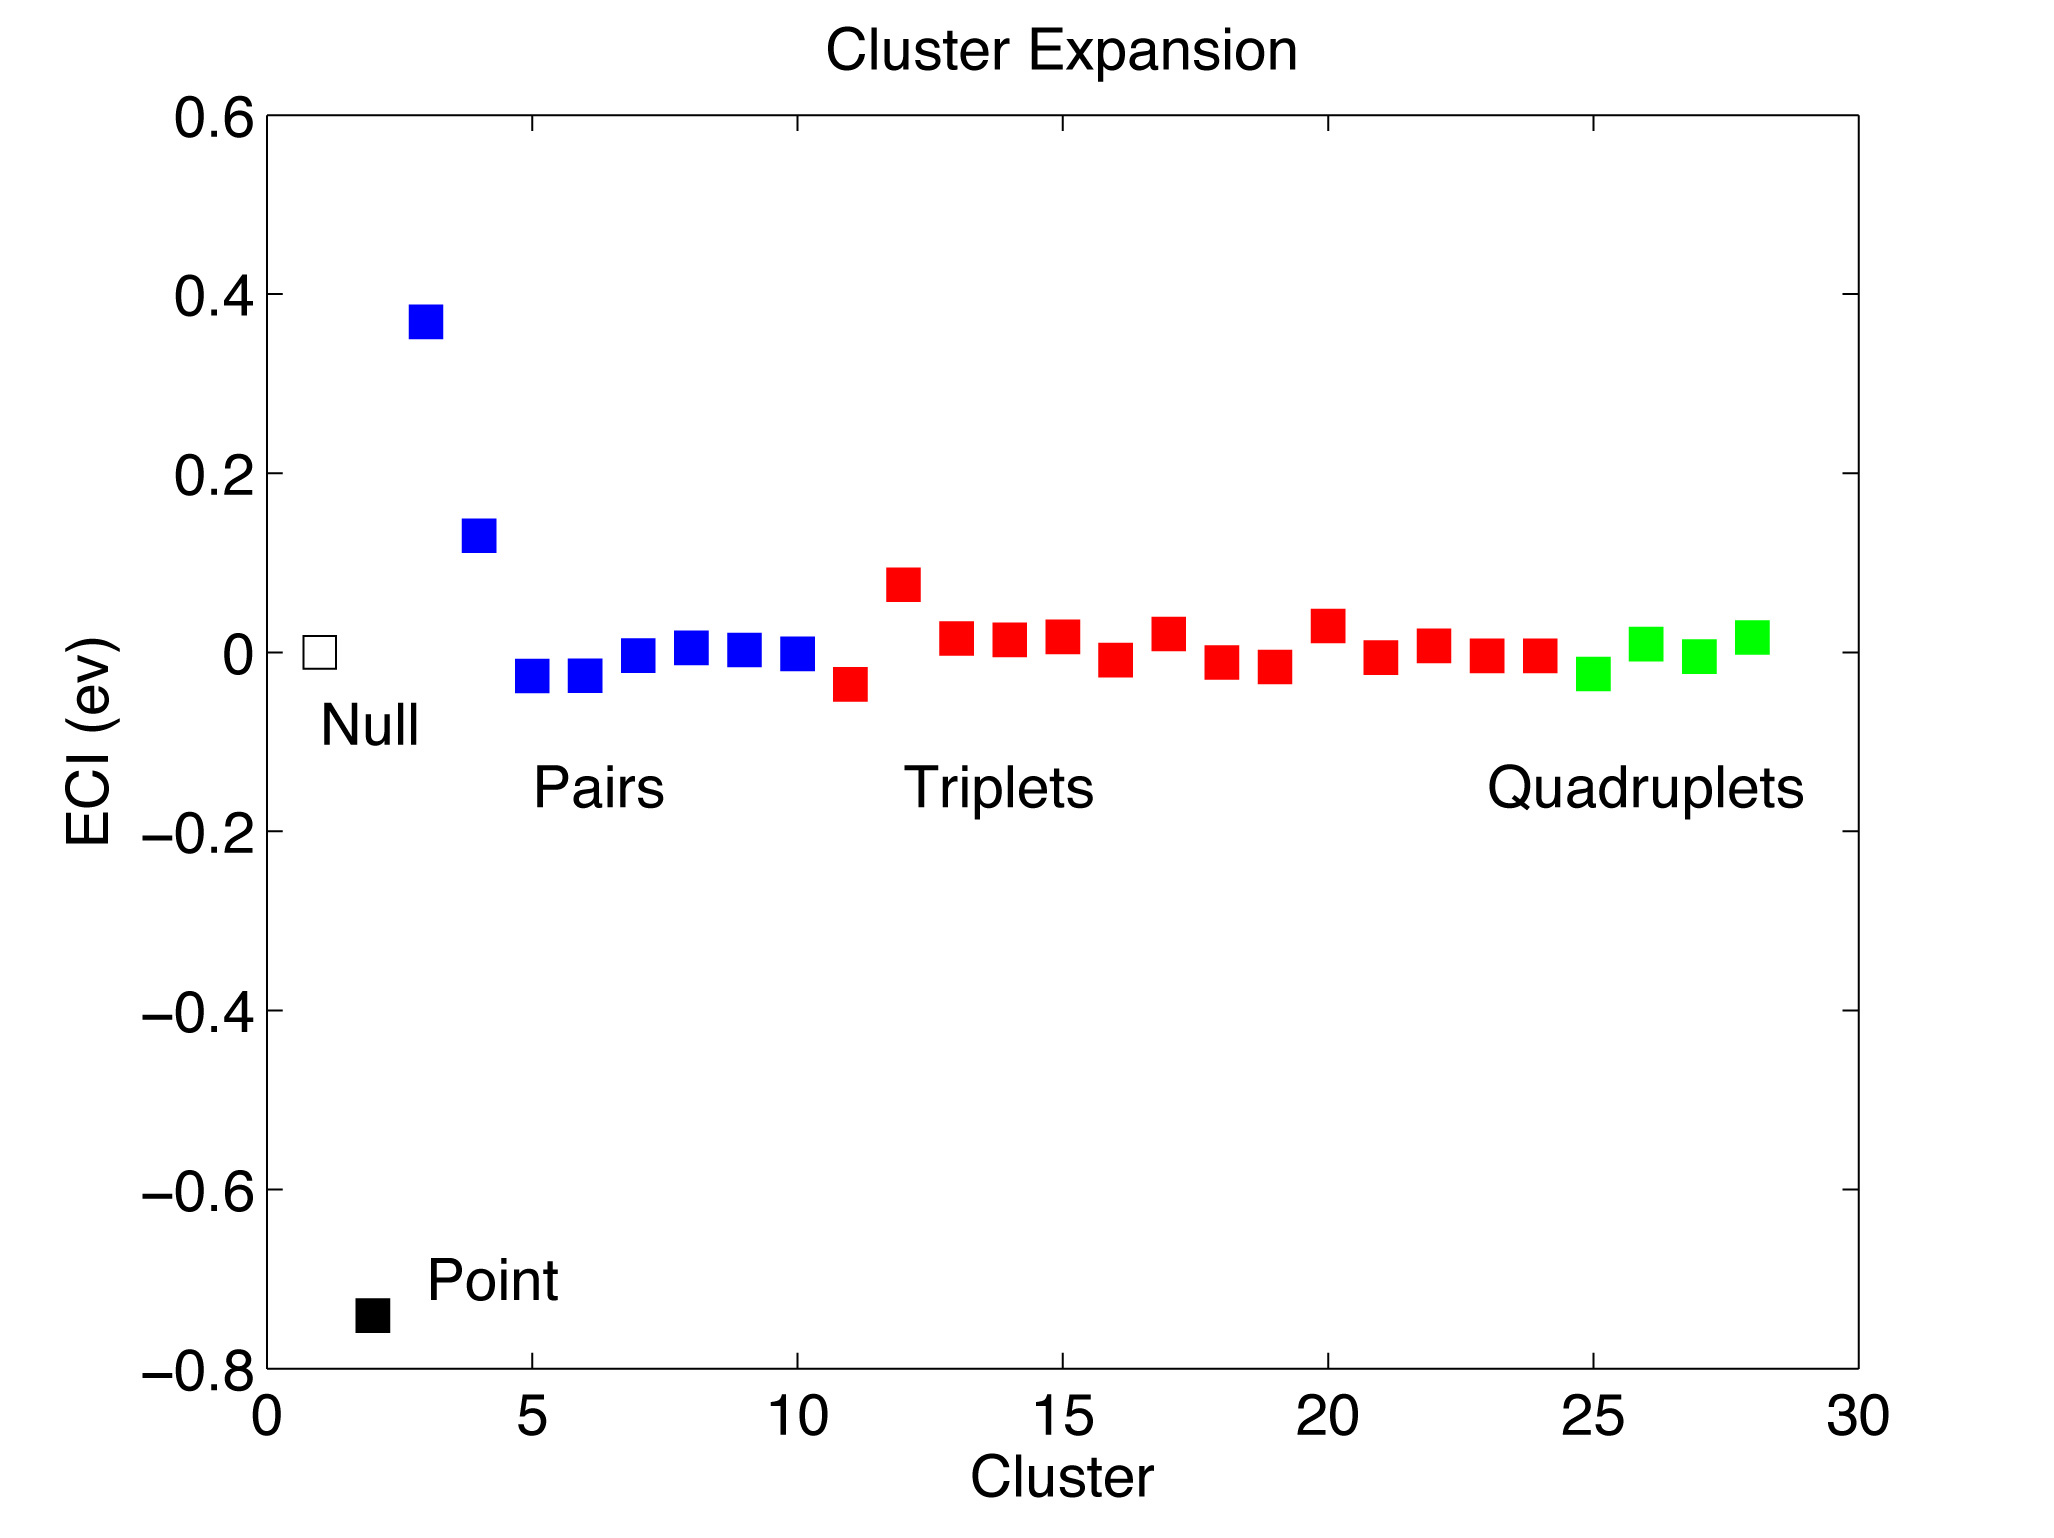 Cluster Expansion
0.6
0.4
0.2
0
−0.2
−0.4
−0.6
−0.8
ECI (ev)
Null
Pairs
Triplets
Quadruplets
Point
0 5 10 15 20 25 30
Cluster